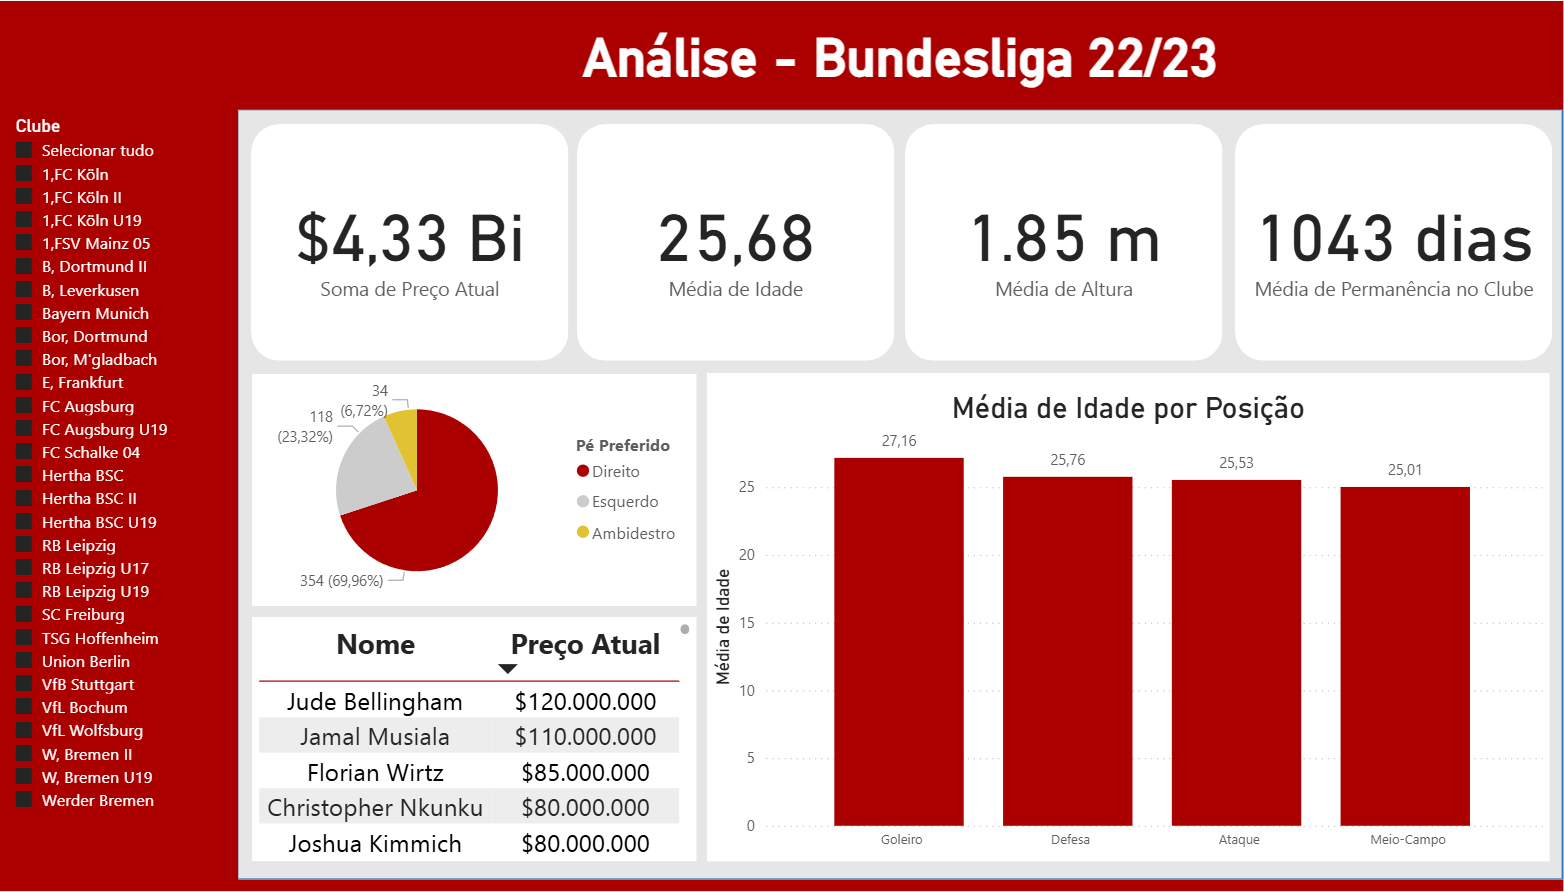 Análise - Bundesliga 22/23
Clube
Selecionar tudo
1,FC Köln
1,FC Köln II
1,FC Köln U19
1,FSV Mainz 05
B, Dortmund II
B, Leverkusen
Bayern Munich
Bor, Dortmund
Bor, M'gladbach
E, Frankfurt
FC Augsburg
FC Augsburg U19
FC Schalke 04
Hertha BSC
Hertha BSC II
Hertha BSC U19
RB Leipzig
RB Leipzig U17
RB Leipzig U19
SC Freiburg
TSG Hoffenheim
Union Berlin
VfB Stuttgart
VfL Bochum
VfL Wolfsburg
W, Bremen II
W, Bremen U19
Werder Bremen
$4,33 Bi
Soma de Preço Atual
25,68
Média de Idade
1.85 m
Média de Altura
1043 dias
Média de Permanência no Clube
34
(6,72%)
118
(23,32%)
354 (69,96%)
Pé Preferido
Direito
Esquerdo
Ambidestro
Nome Preço Atual
Jude Bellingham $120.000.000
Jamal Musiala $110.000.000
Florian Wirtz $85.000.000
Christopher Nkunku $80.000.000
Joshua Kimmich $80.000.000
Média de Idade por Posição
Média de Idade
25
20
15
10
5
0
27,16
25,76
25,53
25,01
Goleiro
Defesa
Ataque
Meio-Campo